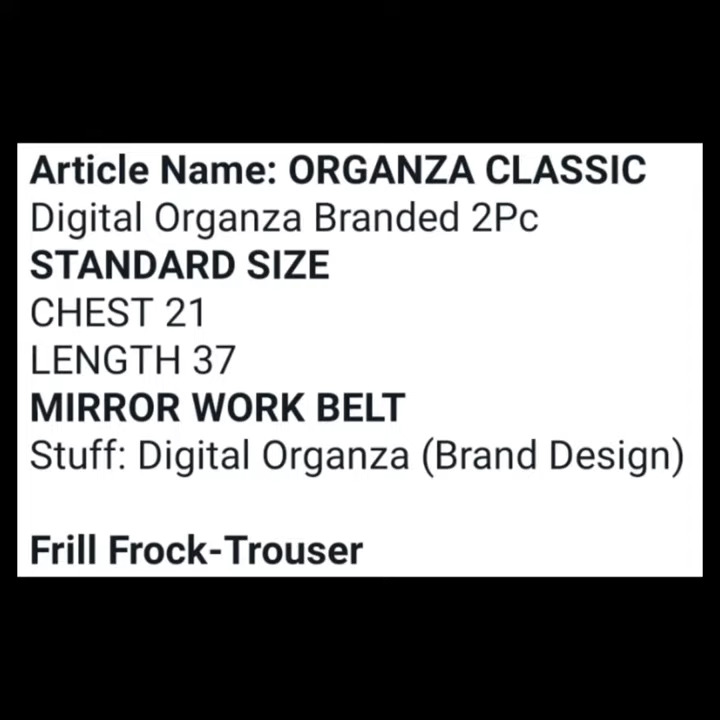 Article Name: ORGANZA CLASSIC
Digital Organza Branded 2Pc
STANDARD SIZE
CHEST 21
LENGTH 37
MIRROR WORK BELT
Stuff: Digital Organza (Brand Design)
Frill Frock-Trouser